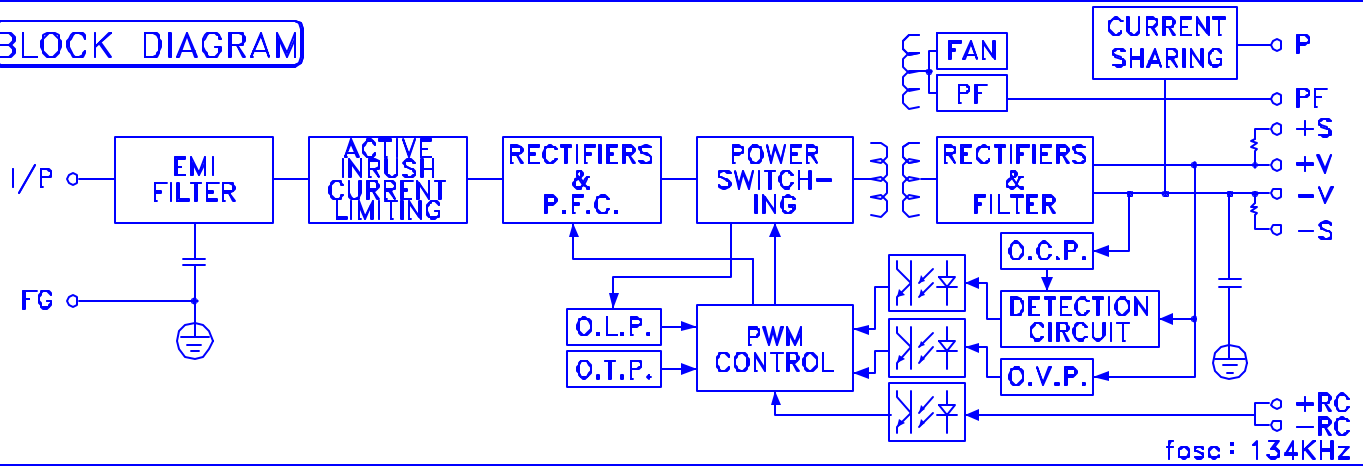 BLOCK DIAGRAM
CURRENT
SHARING
P
FAN
PF
PF
+S
I/P
EMI
FILTER
ACTIVE
INRUSH
CURRENT
LIMITING
RECTIFIERS
&
P.F.C.
POWER
SWITCH-
ING
RECTIFIERS
&
FILTER
+V
-V
-S
O.C.P.
FG
O.L.P.
O.T.P.
PWM
CONTROL
DETECTION
CIRCUIT
O.V.P.
+RC
-RC
fosc: 134KHz